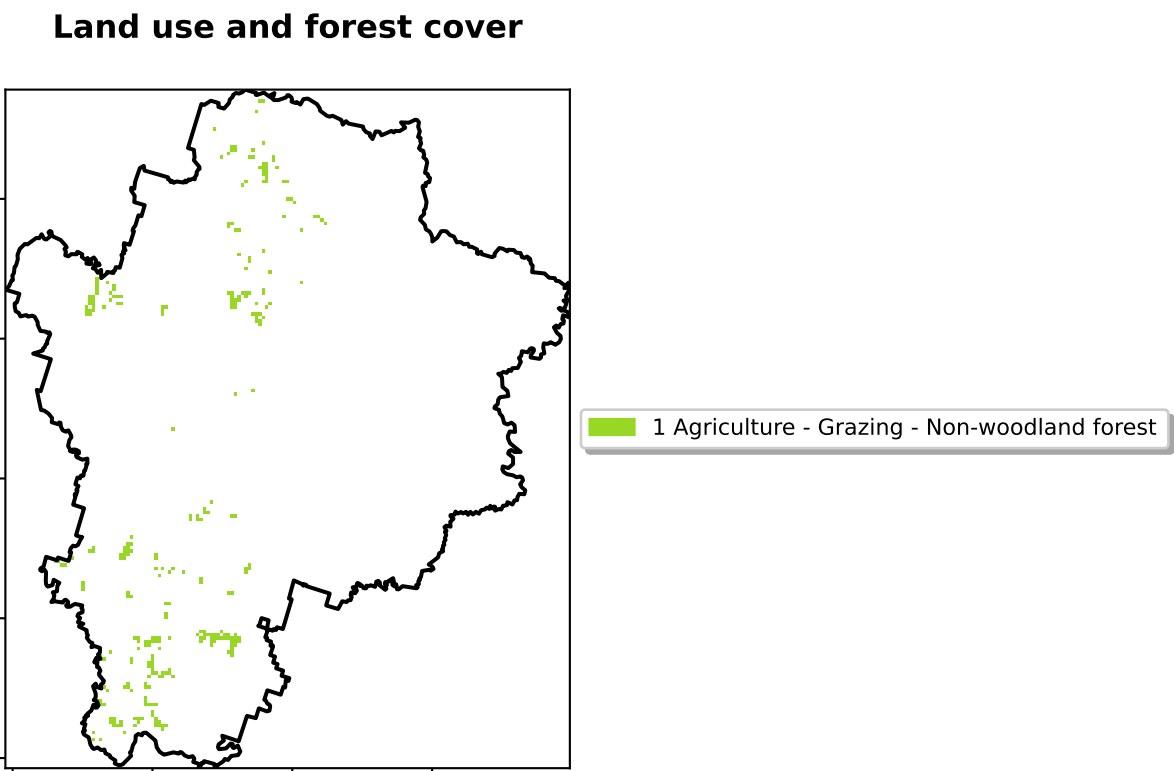 Land use and forest cover
1 Agriculture - Grazing - Non-woodland forest